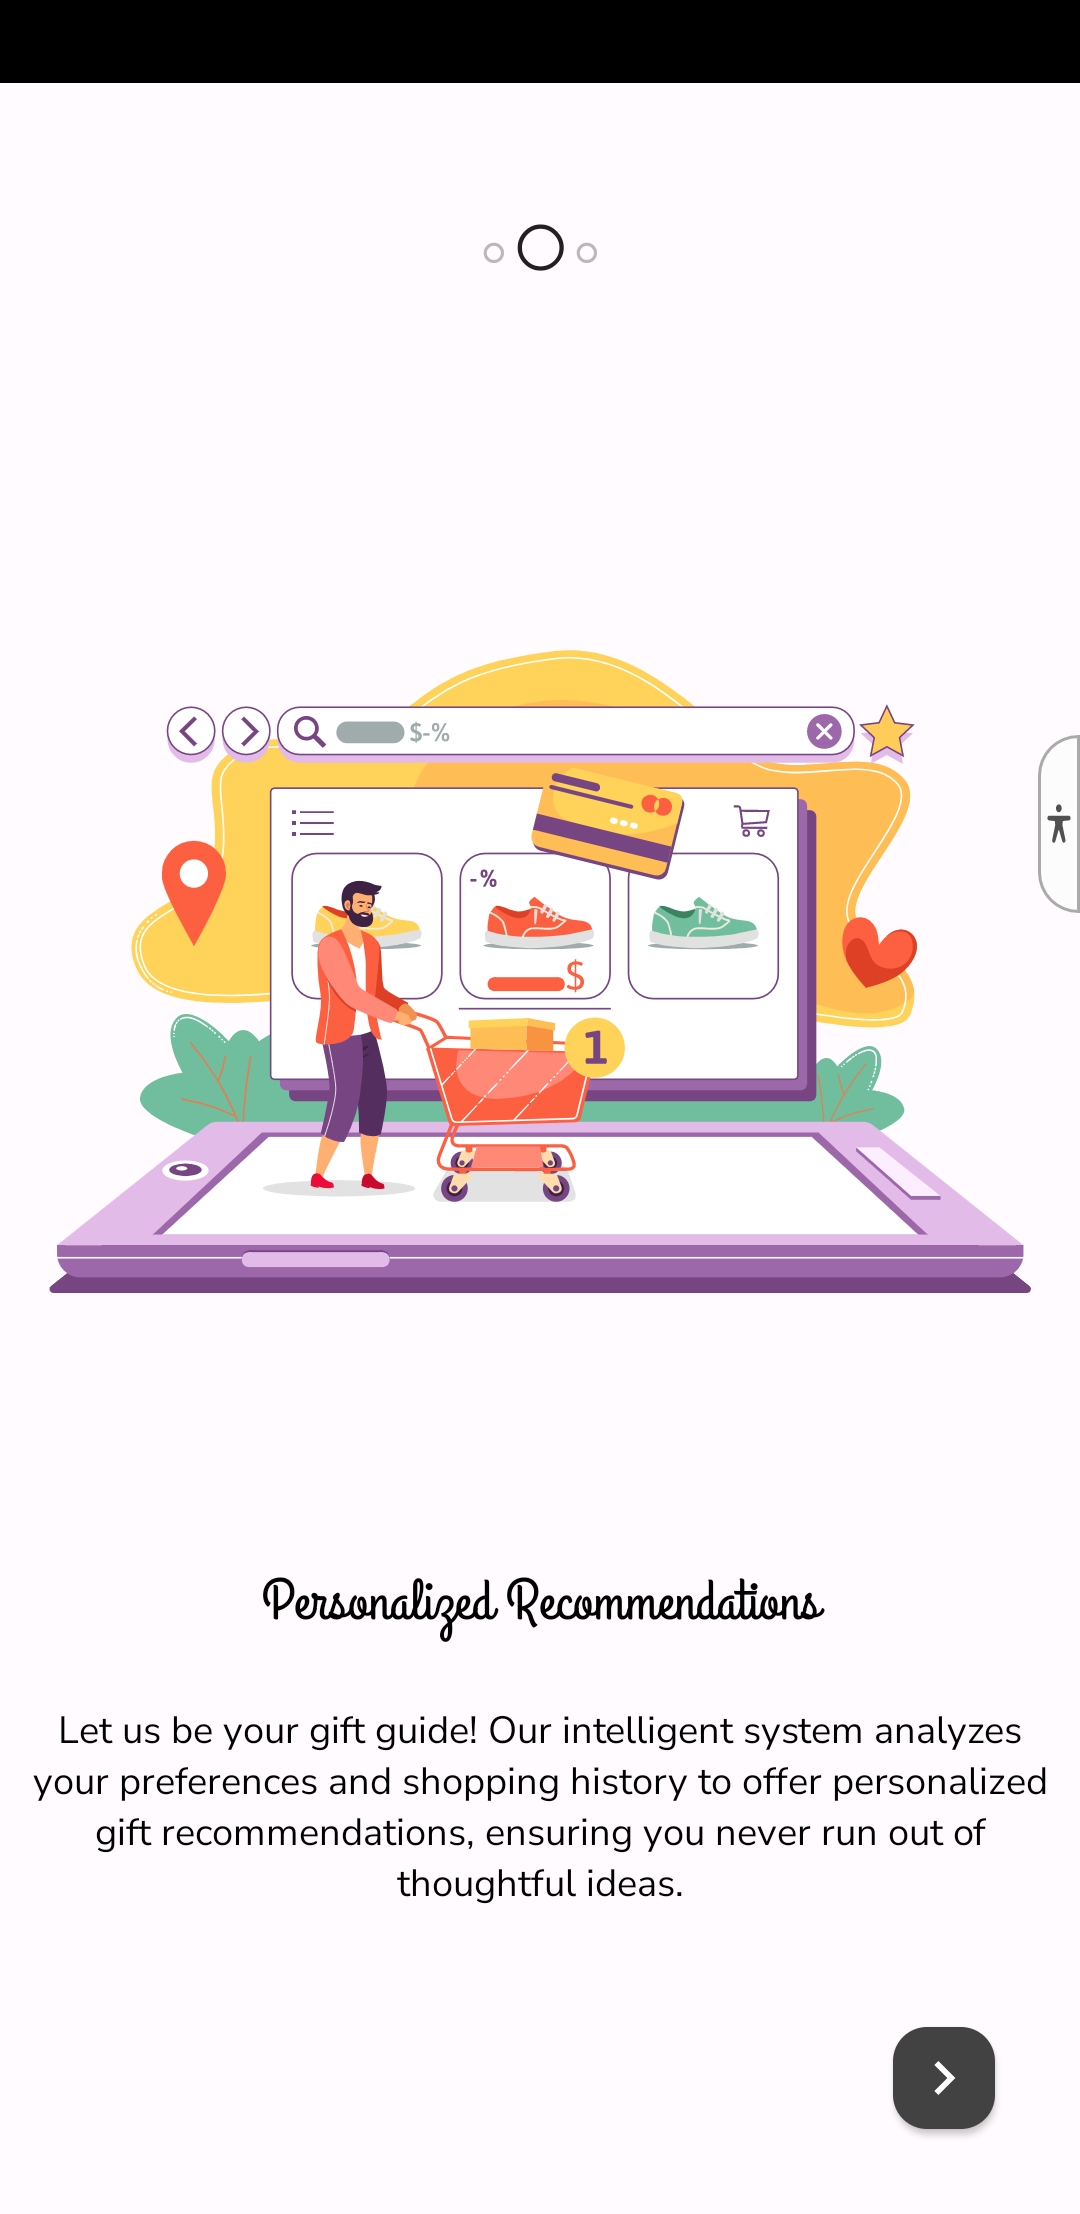 $-%
-%
$
1
Personalized Recommendations
Let us be your gift guide! Our intelligent system analyzes
your preferences and shopping history to offer personalized
gift recommendations, ensuring you never run out of
thoughtful ideas.